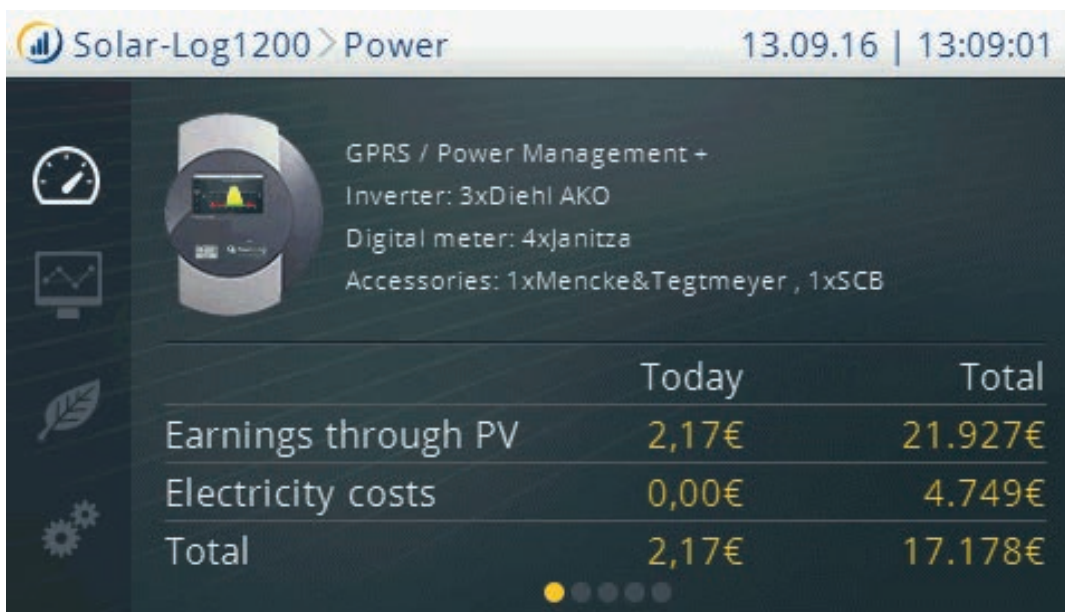 Solar-Log1200 > Power 13.09.16 | 13:09:01
GPRS / Power Management +
Inverter: 3xDiehl AKO
Digital meter: 4xJanitza
Accessories: 1xMencke&Tegtmeyer , 1xSCB
Today Total
Earnings through PV 2,17€ 21.927€
Electricity costs 0,00€ 4.749€
Total 2,17€ 17.178€